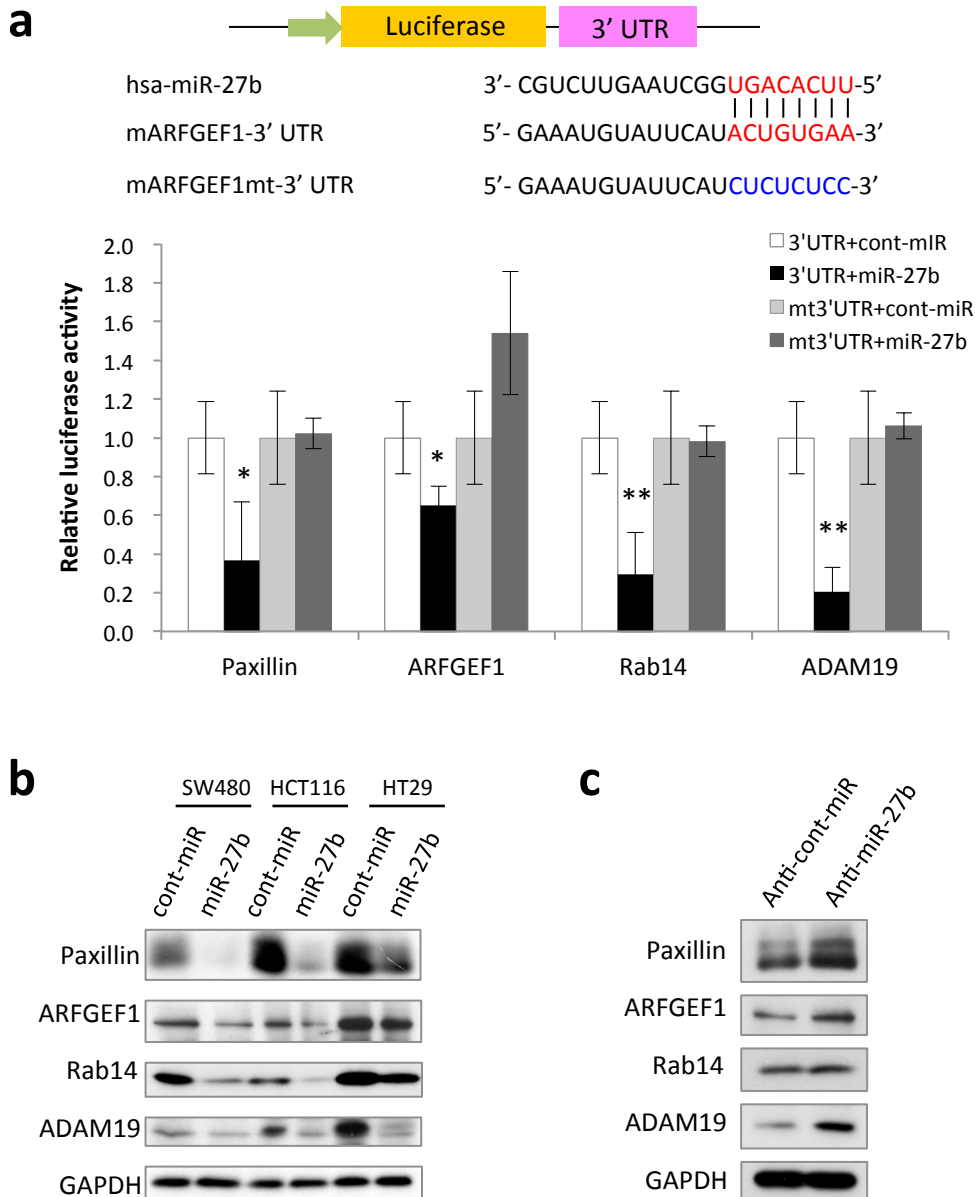 a
Luciferase
3’ UTR
hsa-miR-27b
3’- CGUCUUGAAUCGGUGACACUU-5’
mARFGEF1-3’ UTR
5’- GAAAUGUAUUCAUACUGUGAA-3’
mARFGEF1mt-3’ UTR
5’- GAAAUGUAUUCAUCUCUCUCC-3’
3'UTR+cont-mIR
3'UTR+miR-27b
mt3'UTR+cont-miR
mt3'UTR+miR-27b
Relative luciferase activity
2.0
1.8
1.6
1.4
1.2
1.0
0.8
0.6
0.4
0.2
0.0
*
*
**
**
Paxillin
ARFGEF1
Rab14
ADAM19
b
SW480
HCT116
HT29
cont-miR
miR-27b
cont-miR
miR-27b
cont-miR
miR-27b
Paxillin
ARFGEF1
Rab14
ADAM19
GAPDH
c
Anti-cont-miR
Anti-miR-27b
Paxillin
ARFGEF1
Rab14
ADAM19
GAPDH